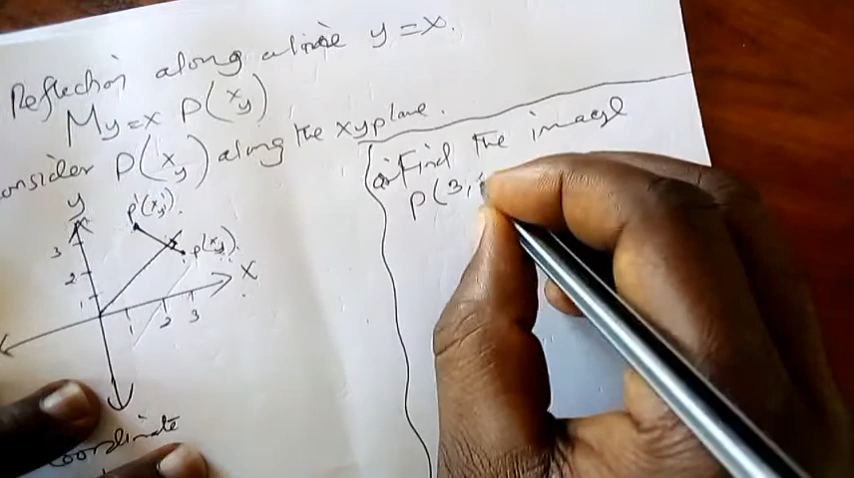 Reflection along a line y = x.
My=x P(x y)
onsider P(x y) along the xy plane.
y
P'(x,y').
P(x,y).
3
2
1
X
1 2 3
coordinate
a) Find the image
P(3,